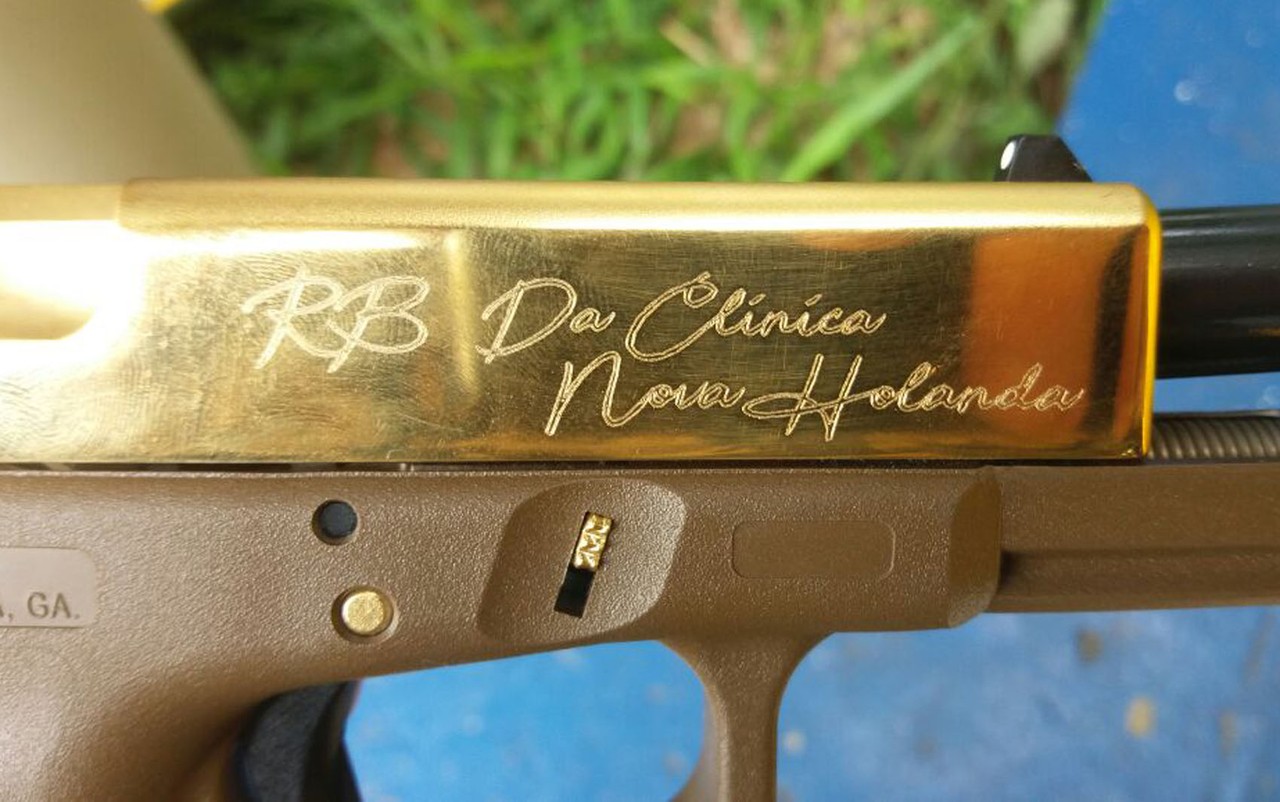 RB Da Clínica
Nova Holanda
GA.